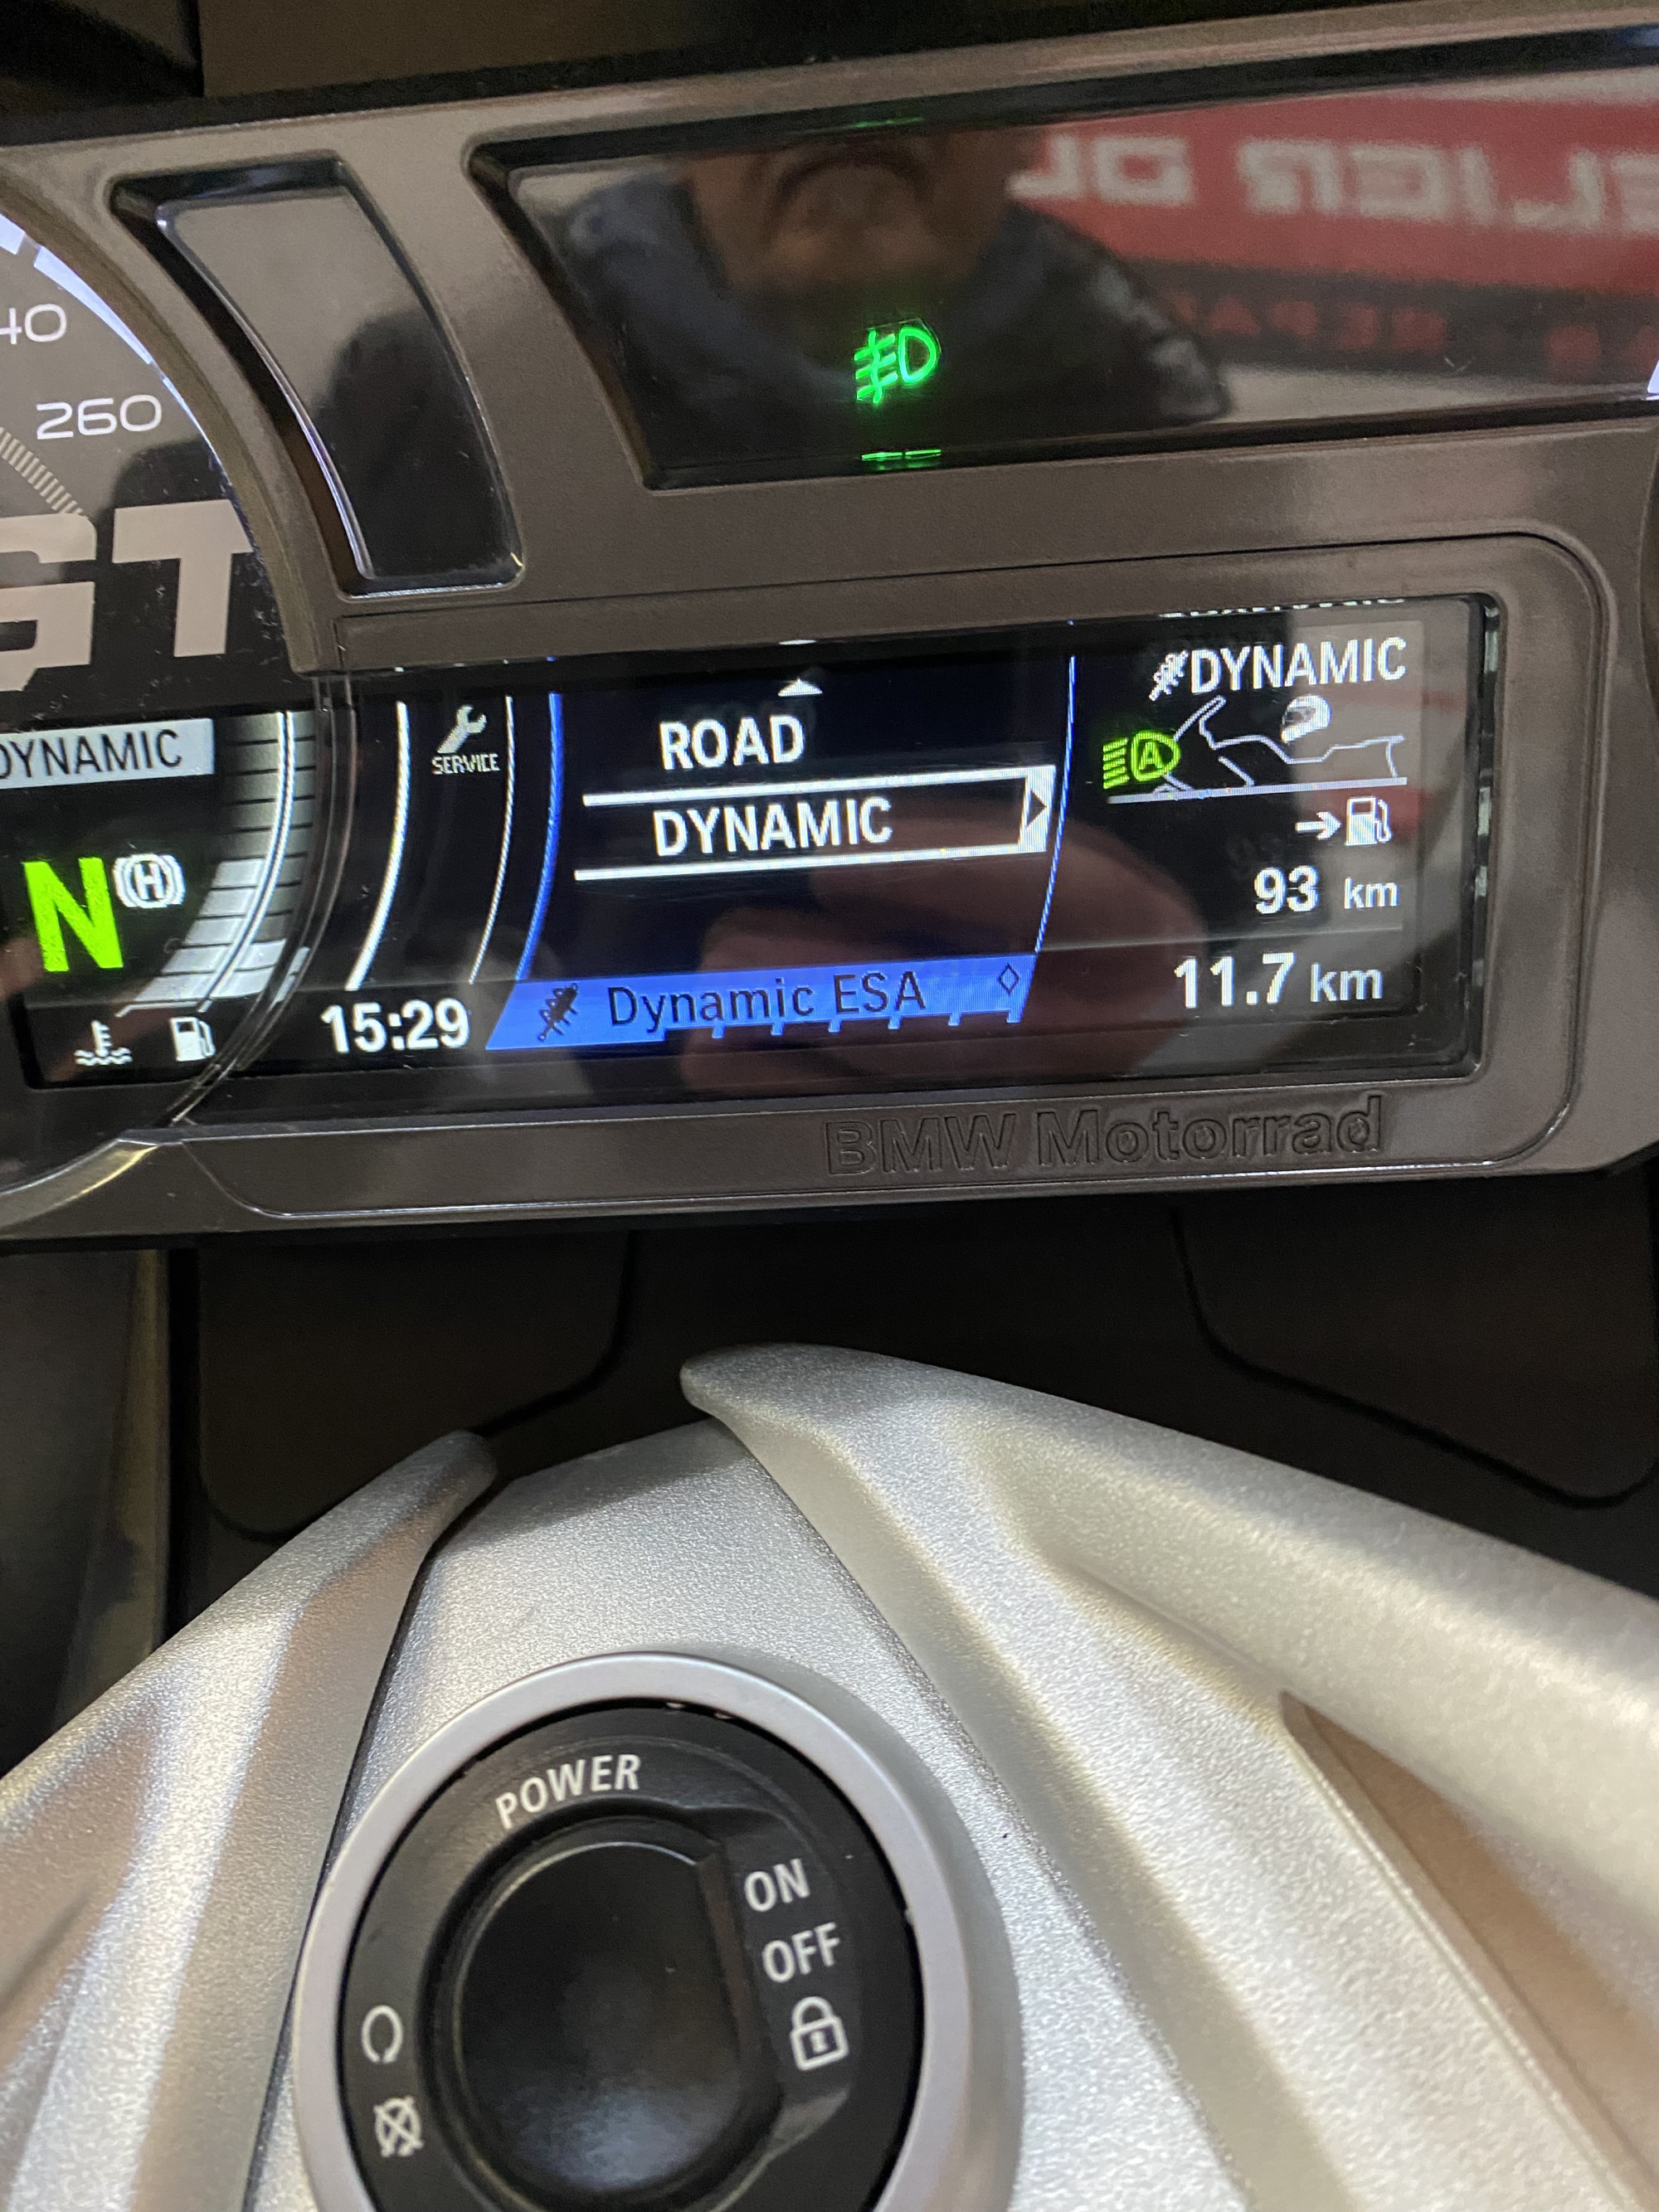 260
GT
DYNAMIC
N
(H)
SERVICE
ROAD
DYNAMIC
DYNAMIC
A
93 km
11.7 km
15:29
Dynamic ESA
BMW Motorrad
POWER
ON
OFF